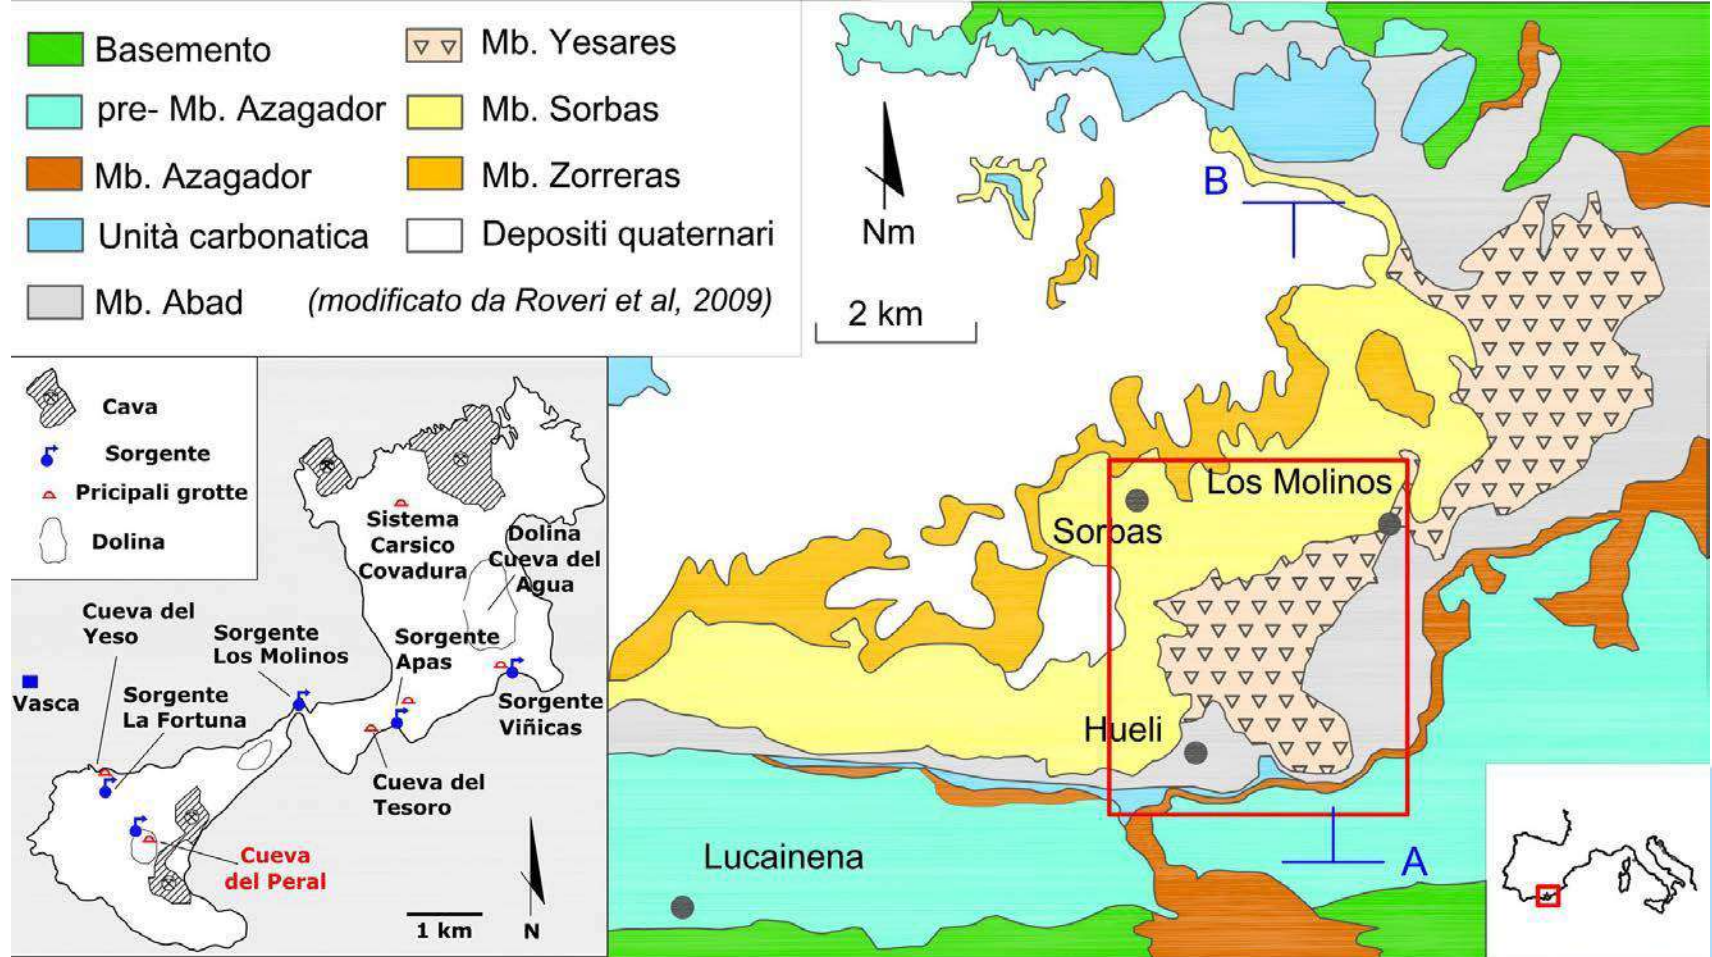 Basemento
pre- Mb. Azagador
Mb. Azagador
Unità carbonatica
Mb. Abad
Mb. Yesares
Mb. Sorbas
Mb. Zorreras
Depositi quaternari
(modificato da Roveri et al, 2009)
Nm
2 km
B
Los Molinos
Sorbas
Hueli
Lucainena
A
Cava
Sorgente
Pricipali grotte
Dolina
Sistema
Carsico
Covadura
Dolina
Cueva del
Agua
Cueva del
Yeso
Sorgente
Los Molinos
Sorgente
Apas
Vasca
Sorgente
La Fortuna
Sorgente
Viñicas
Cueva del
Tesoro
Cueva
del Peral
1 km
N